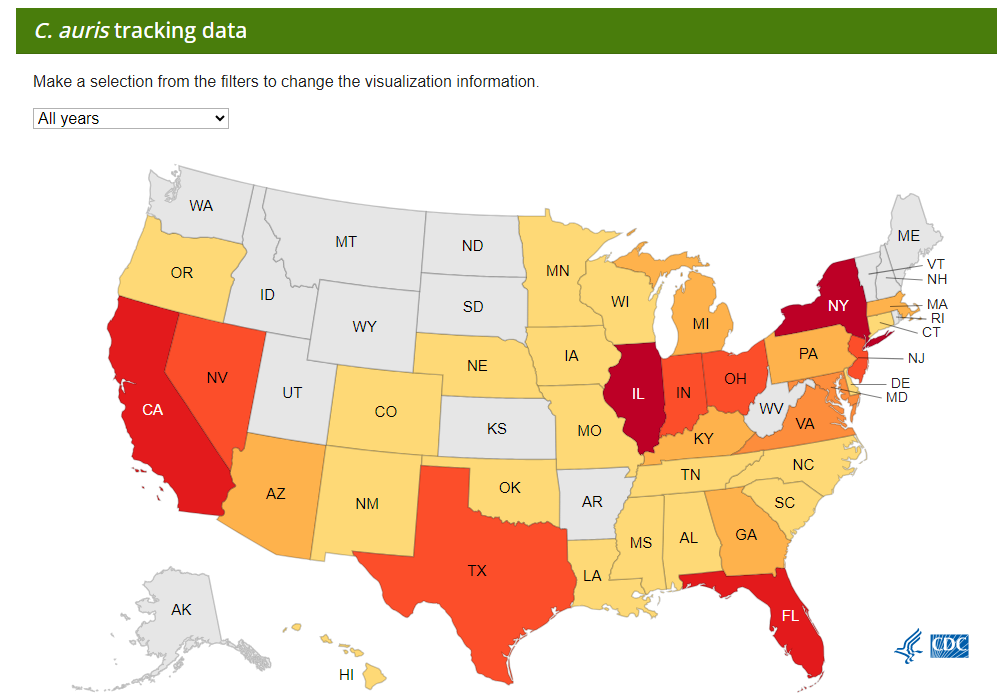 C. auris tracking data
Make a selection from the filters to change the visualization information.
All years
WA
MT
ND
MN
ME
VT
NH
OR
ID
SD
WI
MI
NY
MA
RI
CT
WY
NE
IA
PA
NJ
NV
UT
CO
KS
MO
IL
IN
OH
WV
VA
DE
MD
CA
KY
AZ
NM
OK
AR
TN
NC
SC
MS
AL
GA
TX
LA
FL
AK
HI
CDC